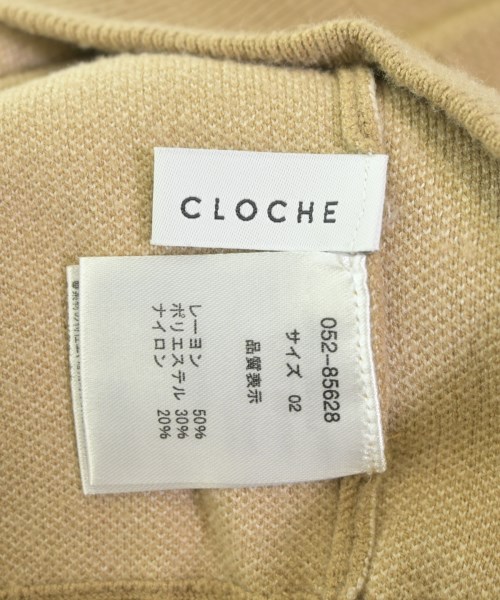 CLOCHE
052-85628
サイズ 02
品質表示
レーヨン 50%
ポリエステル 30%
ナイロン 20%